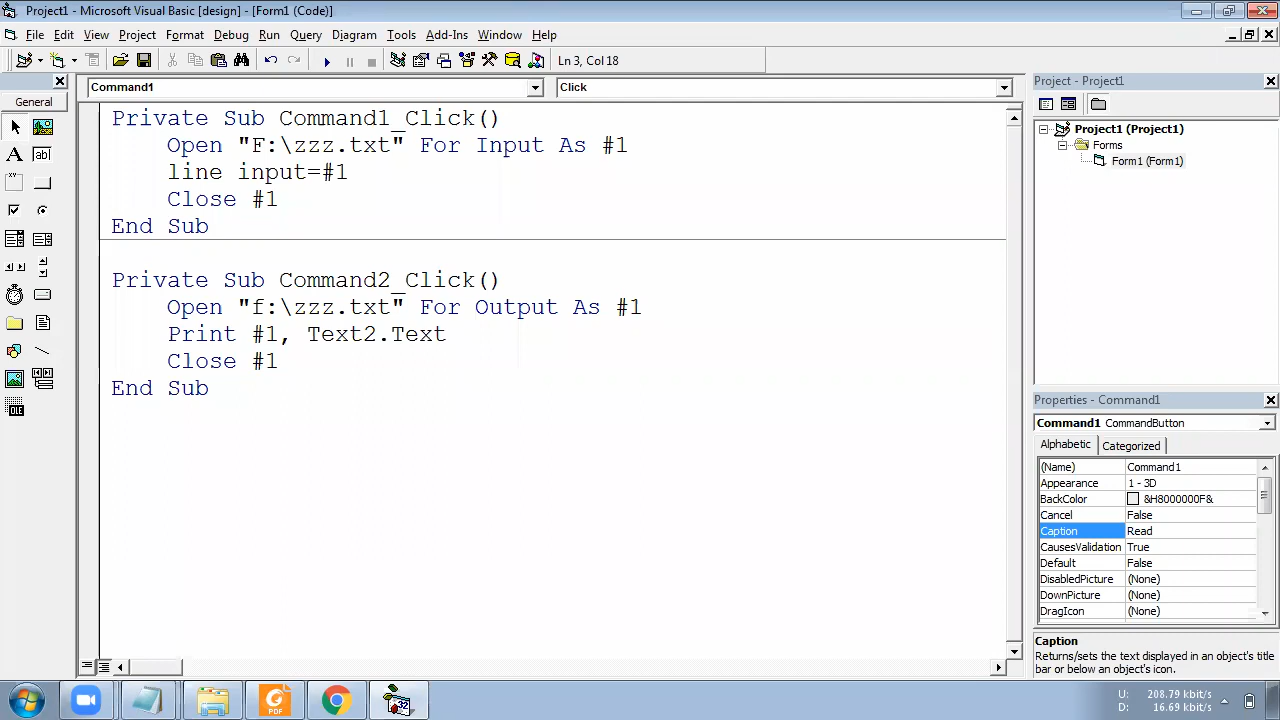 Project1 - Microsoft Visual Basic [design] - [Form1 (Code)]
File Edit View Project Format Debug Run Query Diagram Tools Add-Ins Window Help
Ln 3, Col 18
General
Command1
Click
Private Sub Command1_Click()
Open "F:\zzz.txt" For Input As #1
line input=#1
Close #1
End Sub
Private Sub Command2_Click()
Open "f:\zzz.txt" For Output As #1
Print #1, Text2.Text
Close #1
End Sub
A
ab|
OLE
Project - Project1
Project1 (Project1)
Forms
Form1 (Form1)
Properties - Command1
Command1 CommandButton
Alphabetic Categorized
(Name) Command1
Appearance 1 - 3D
BackColor &H8000000F&
Cancel False
Caption Read
CausesValidation True
Default False
DisabledPicture (None)
DownPicture (None)
DragIcon (None)
Caption
Returns/sets the text displayed in an object's title
bar or below an object's icon.
PDF
32
U: 208.79 kbit/s
D: 16.69 kbit/s